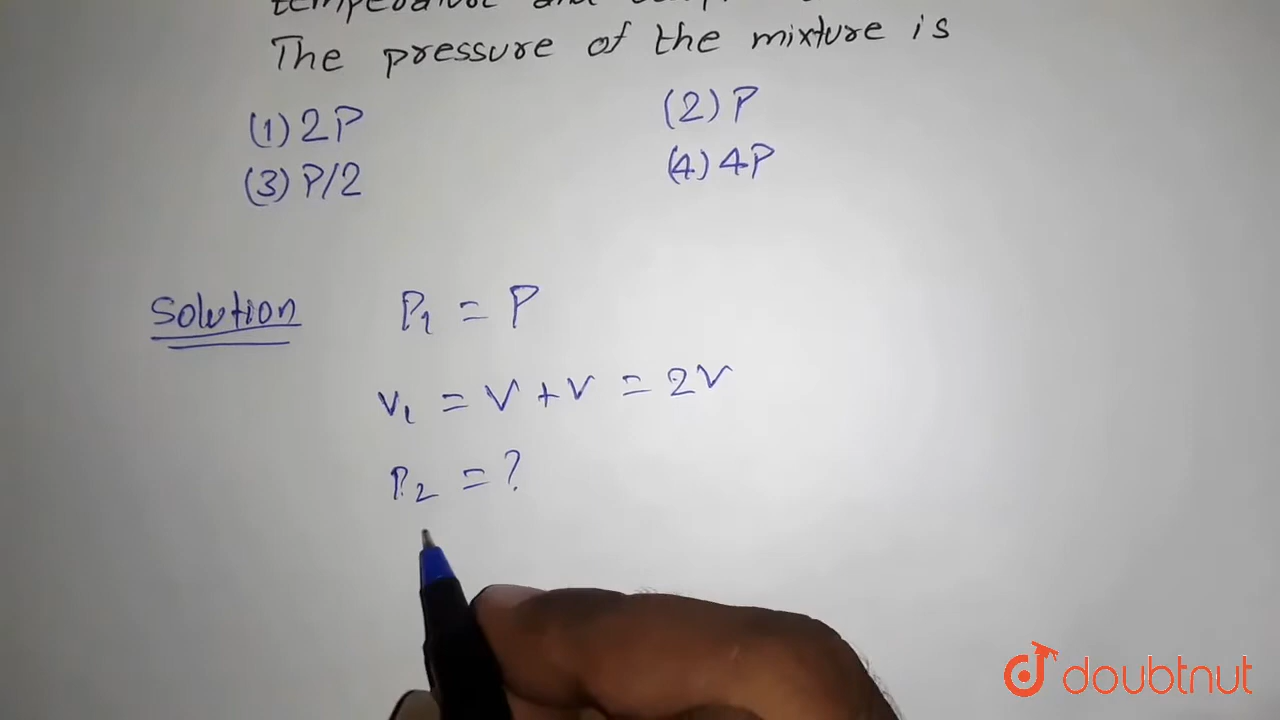 The pressure of the mixture is
(1) 2P (2) P
(3) P/2 (4) 4P
Solution P1 = P
V1 = V + V = 2V
P2 = ?
doubtnut